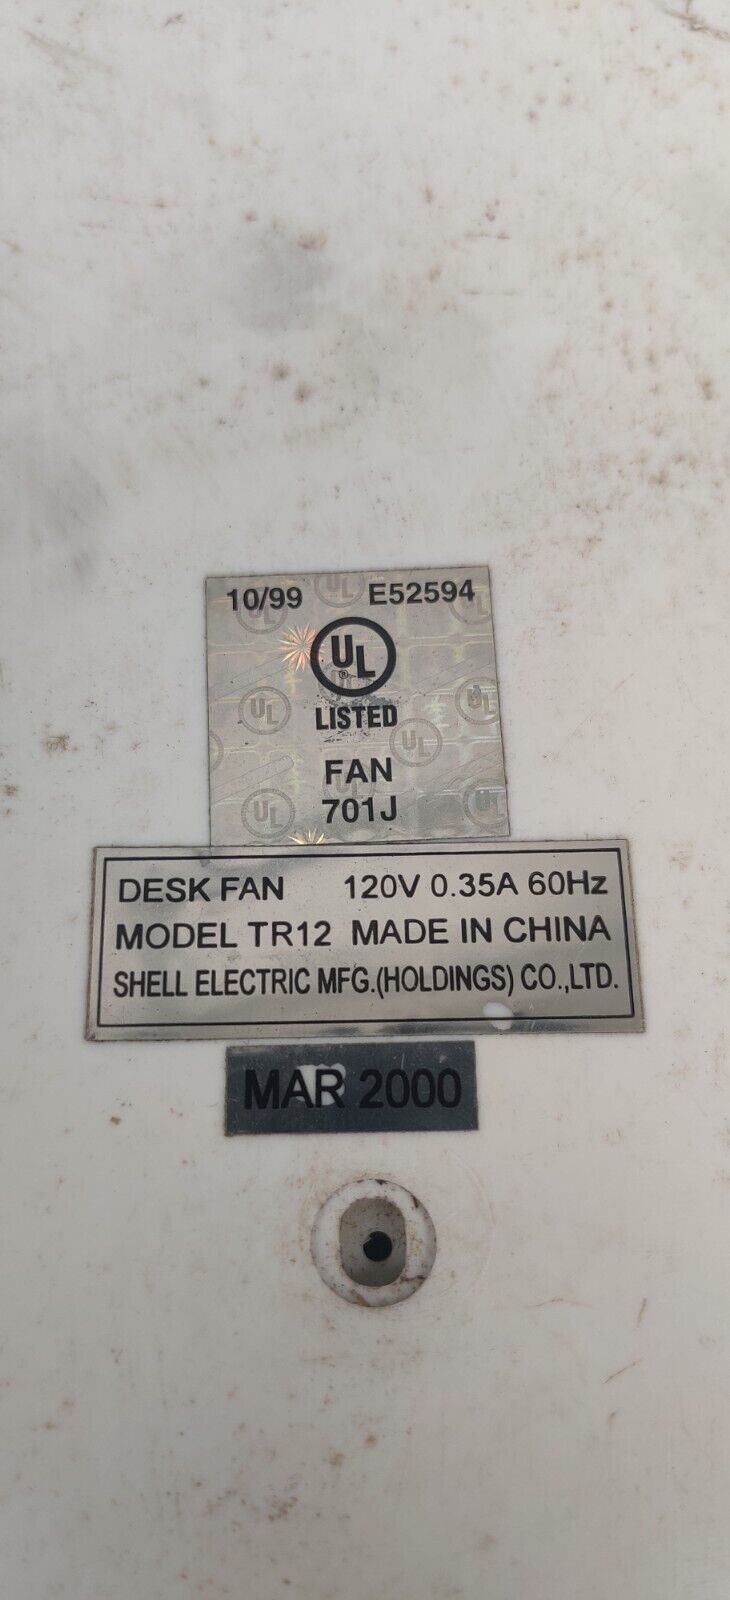 10/99 E52594
UL
®
LISTED
FAN
701J
DESK FAN 120V 0.35A 60Hz
MODEL TR12 MADE IN CHINA
SHELL ELECTRIC MFG.(HOLDINGS) CO.,LTD.
MAR 2000